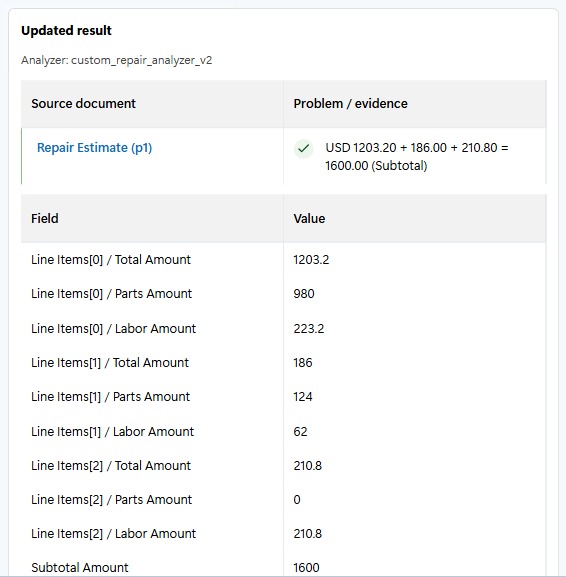 Updated result
Analyzer: custom_repair_analyzer_v2
Source document Problem / evidence
Repair Estimate (p1) USD 1203.20 + 186.00 + 210.80 =
1600.00 (Subtotal)
Field Value
Line Items[0] / Total Amount 1203.2
Line Items[0] / Parts Amount 980
Line Items[0] / Labor Amount 223.2
Line Items[1] / Total Amount 186
Line Items[1] / Parts Amount 124
Line Items[1] / Labor Amount 62
Line Items[2] / Total Amount 210.8
Line Items[2] / Parts Amount 0
Line Items[2] / Labor Amount 210.8
Subtotal Amount 1600